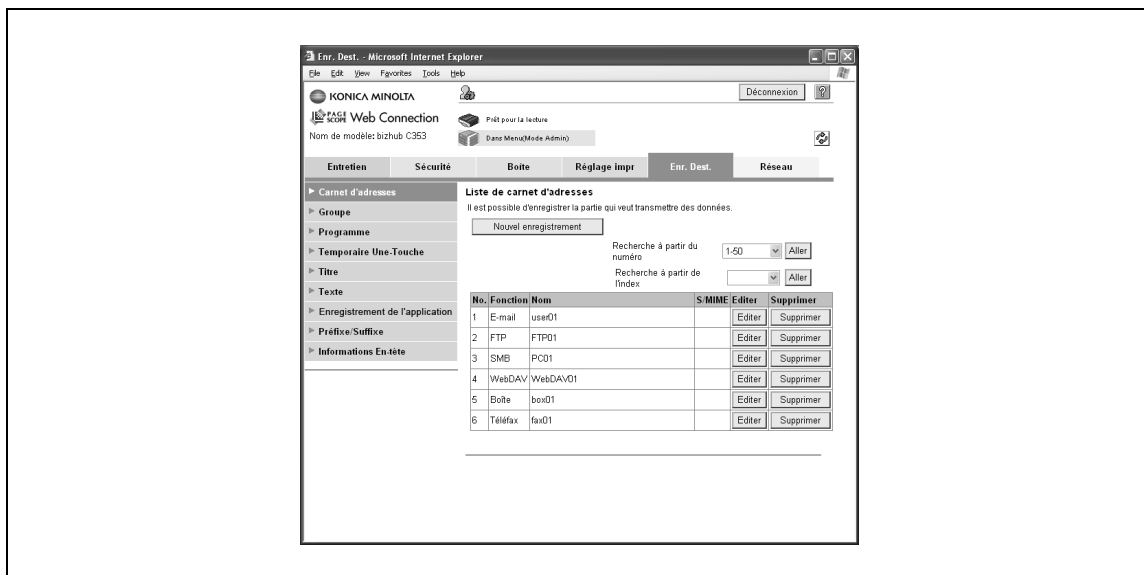 Enr. Dest. - Microsoft Internet Explorer
File Edit View Favorites Tools Help
KONICA MINOLTA
Déconnexion ?
PAGE SCOPE Web Connection
Prêt pour la lecture
Nom de modèle: bizhub C353
Dans Menu(Mode Admin)
Entretien Sécurité Boîte Réglage impr Enr. Dest. Réseau
Carnet d'adresses
Groupe
Programme
Temporaire Une-Touche
Titre
Texte
Enregistrement de l'application
Préfixe/Suffixe
Informations En-tête
Liste de carnet d'adresses
Il est possible d'enregistrer la partie qui veut transmettre des données.
Nouvel enregistrement
Recherche á partir du numéro 1-50 Aller
Recherche á partir de l'index Aller
No. Fonction Nom S/MIME Editer Supprimer
1 E-mail user01 Editer Supprimer
2 FTP FTP01 Editer Supprimer
3 SMB PC01 Editer Supprimer
4 WebDAV WebDAV01 Editer Supprimer
5 Boîte box01 Editer Supprimer
6 Téléfax fax01 Editer Supprimer